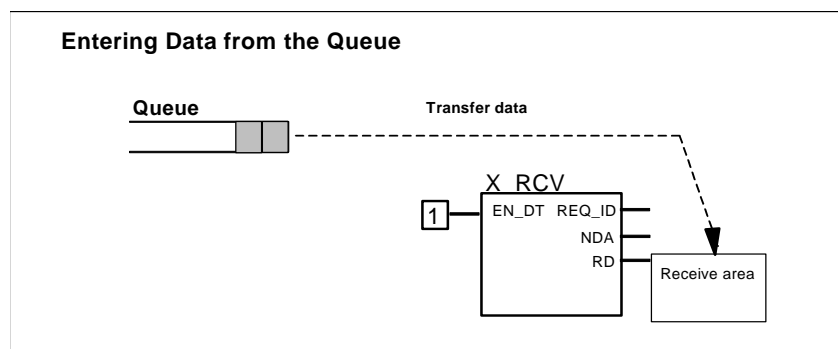 Entering Data from the Queue
Queue
Transfer data
X_RCV
1
EN_DT REQ_ID
NDA
RD
Receive area